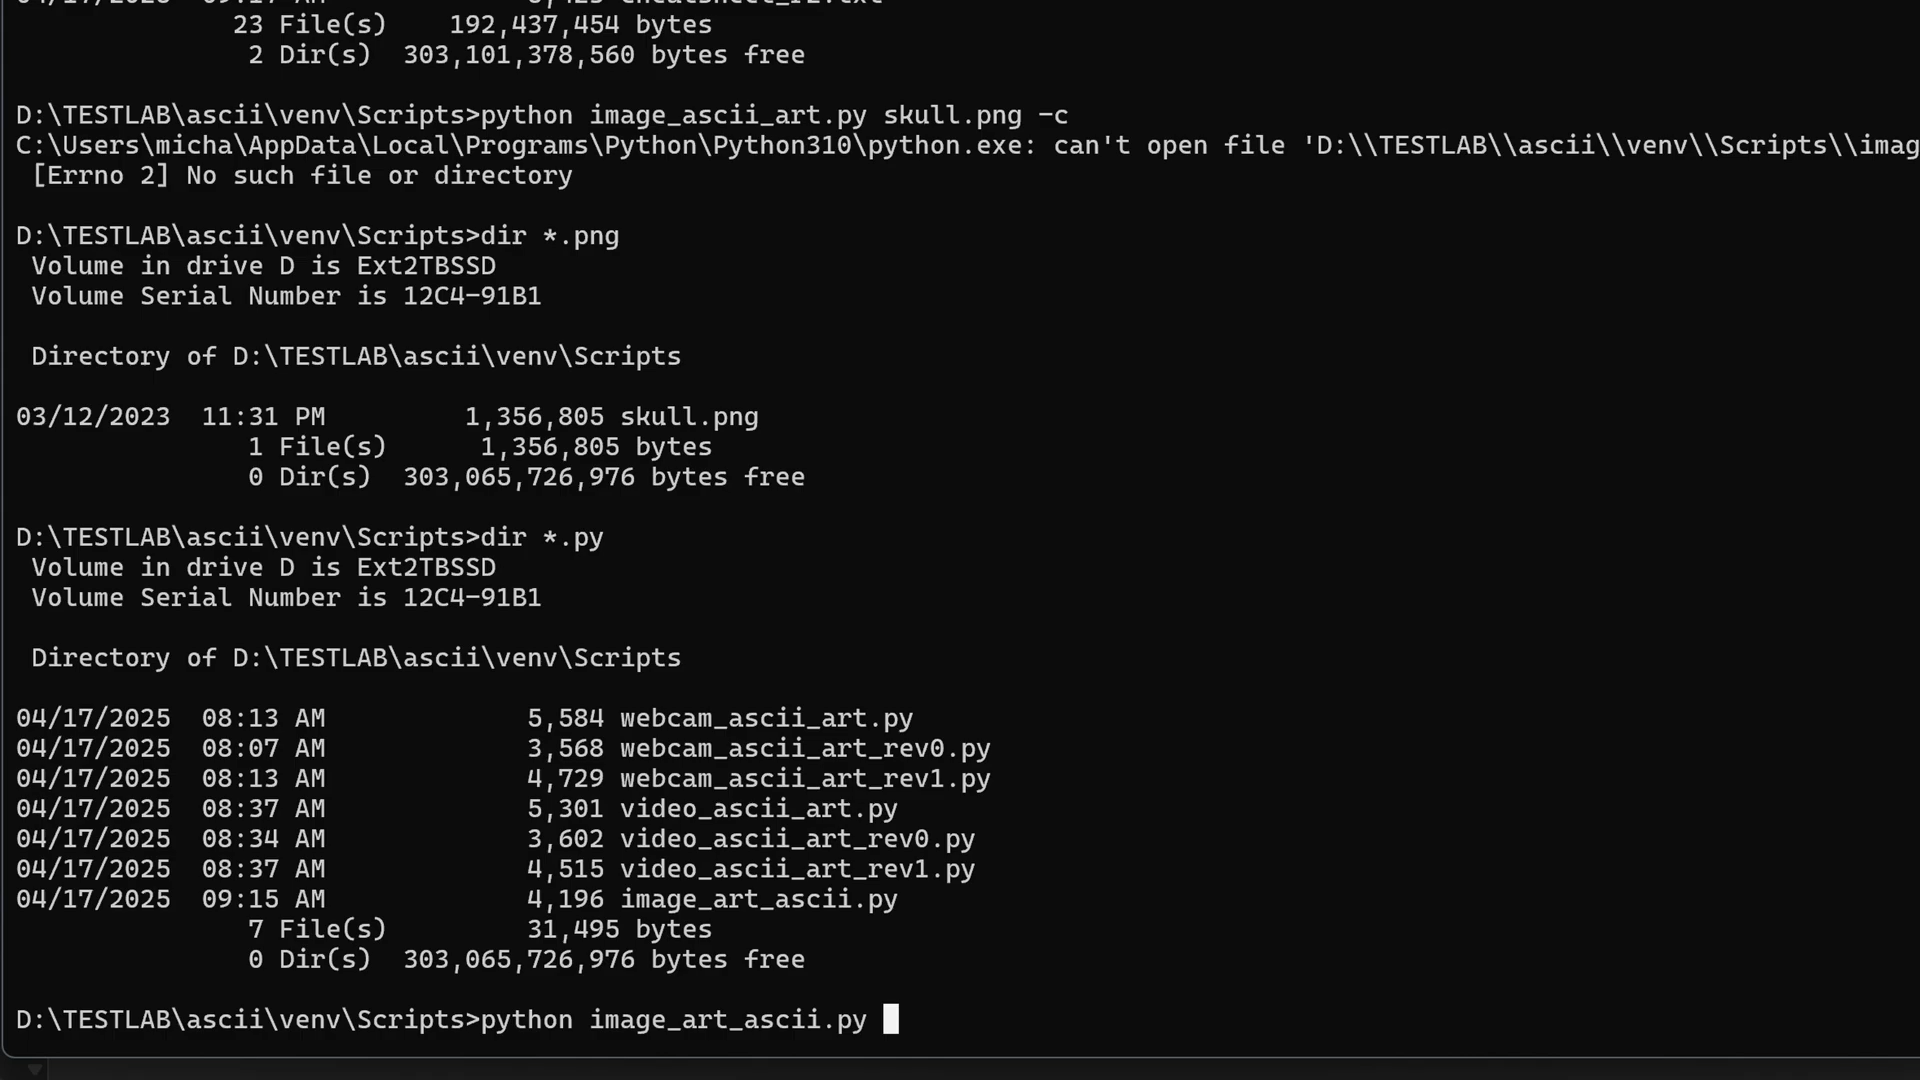 23 File(s)    192,437,454 bytes
2 Dir(s)  303,101,378,560 bytes free
D:\TESTLAB\ascii\venv\Scripts>python image_ascii_art.py skull.png -c
C:\Users\micha\AppData\Local\Programs\Python\Python310\python.exe: can't open file 'D:\\TESTLAB\\ascii\\venv\\Scripts\\imag
[Errno 2] No such file or directory
D:\TESTLAB\ascii\venv\Scripts>dir *.png
Volume in drive D is Ext2TBSSD
Volume Serial Number is 12C4-91B1
Directory of D:\TESTLAB\ascii\venv\Scripts
03/12/2023  11:31 PM         1,356,805 skull.png
1 File(s)      1,356,805 bytes
0 Dir(s)  303,065,726,976 bytes free
D:\TESTLAB\ascii\venv\Scripts>dir *.py
Volume in drive D is Ext2TBSSD
Volume Serial Number is 12C4-91B1
Directory of D:\TESTLAB\ascii\venv\Scripts
04/17/2025  08:13 AM             5,584 webcam_ascii_art.py
04/17/2025  08:07 AM             3,568 webcam_ascii_art_rev0.py
04/17/2025  08:13 AM             4,729 webcam_ascii_art_rev1.py
04/17/2025  08:37 AM             5,301 video_ascii_art.py
04/17/2025  08:34 AM             3,602 video_ascii_art_rev0.py
04/17/2025  08:37 AM             4,515 video_ascii_art_rev1.py
04/17/2025  09:15 AM             4,196 image_art_ascii.py
7 File(s)         31,495 bytes
0 Dir(s)  303,065,726,976 bytes free
D:\TESTLAB\ascii\venv\Scripts>python image_art_ascii.py